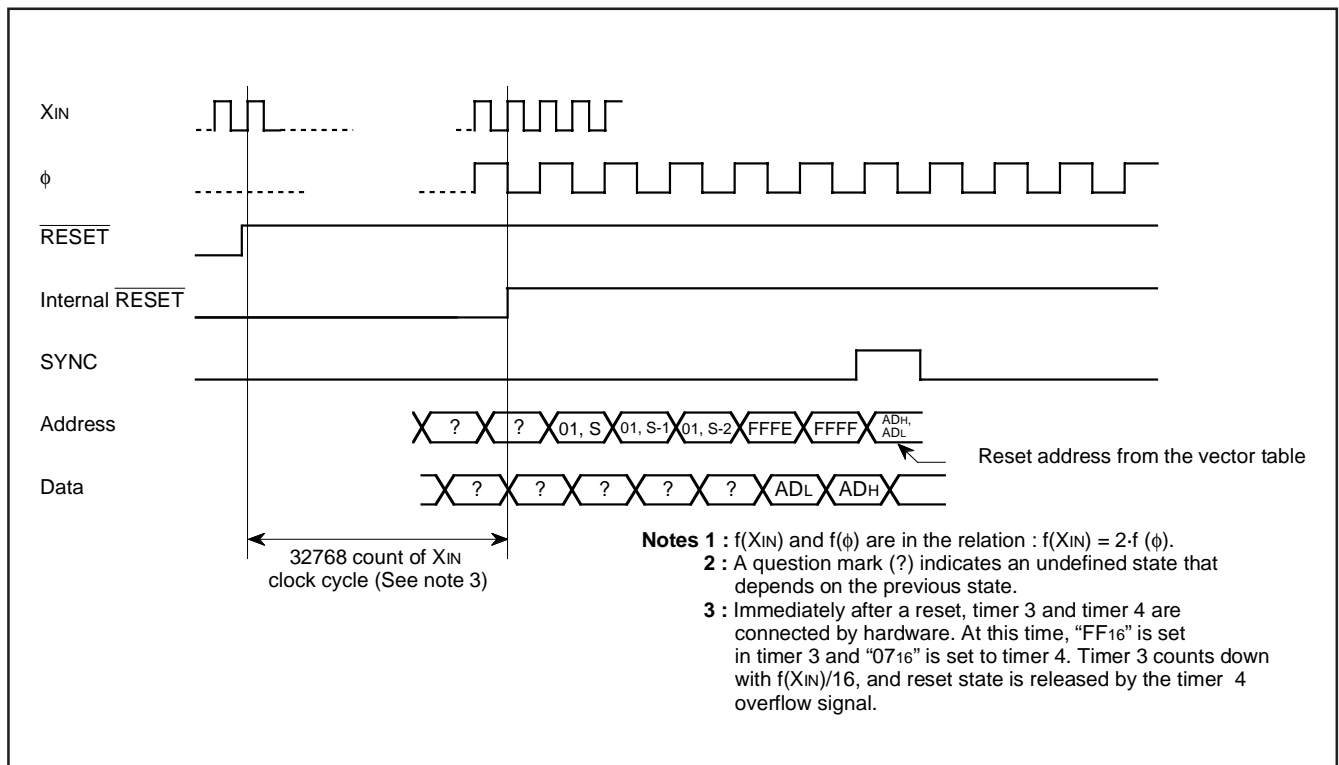 XIN
ϕ
RESET
Internal RESET
SYNC
Address
? ? 01, S 01, S-1 01, S-2 FFFE FFFF ADH, ADL
Reset address from the vector table
Data
? ? ? ? ? ADL ADH
32768 count of XIN
clock cycle (See note 3)
Notes 1 : f(XIN) and f(ϕ) are in the relation : f(XIN) = 2·f (ϕ).
2 : A question mark (?) indicates an undefined state that
depends on the previous state.
3 : Immediately after a reset, timer 3 and timer 4 are
connected by hardware. At this time, “FF16” is set
in timer 3 and “0716” is set to timer 4. Timer 3 counts down
with f(XIN)/16, and reset state is released by the timer 4
overflow signal.